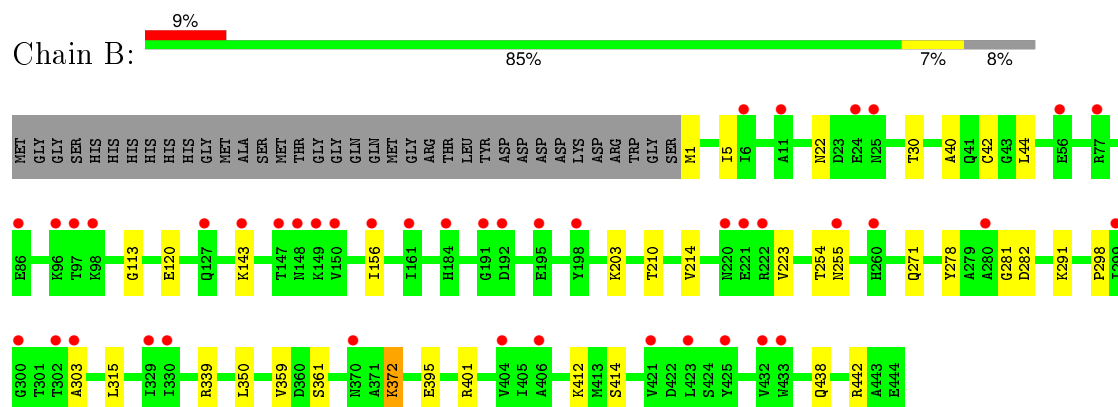 9%
Chain B:
85% 7% 8%
MET GLY GLY SER HIS HIS HIS HIS HIS HIS GLY MET ALA SER MET THR GLY GLY GLN GLN MET GLY ARG THR LEU TYR ASP ASP ASP ASP LYS ASP ARG TRP GLY SER M1 I5 I6 A11 N22 D23 E24 N25 T30 A40 Q41 C42 G43 L44 E56 R77
E86 K96 T97 K98 G113 E120 Q127 K143 T147 N148 K149 V150 I156 I161 H184 G191 D192 E195 Y198 K203 T210 V214 N220 E221 R222 V223 T254 N255 H260 Q271 Y278 A279 A280 G281 D282 K291 P298
G300 T301 T302 A303 L315 I329 I330 R339 L350 V359 D360 S361 N370 A371 K372 E395 R401 V404 I405 A406 K412 M413 S414 V421 D422 L423 S424 Y425 V432 W433 Q438 R442 A443 E444